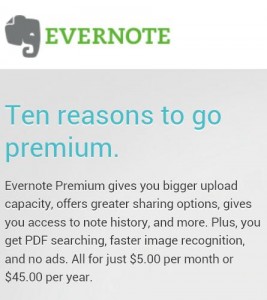 EVERNOTE
Ten reasons to go
premium.
Evernote Premium gives you bigger upload
capacity, offers greater sharing options, gives
you access to note history, and more. Plus, you
get PDF searching, faster image recognition,
and no ads. All for just $5.00 per month or
$45.00 per year.